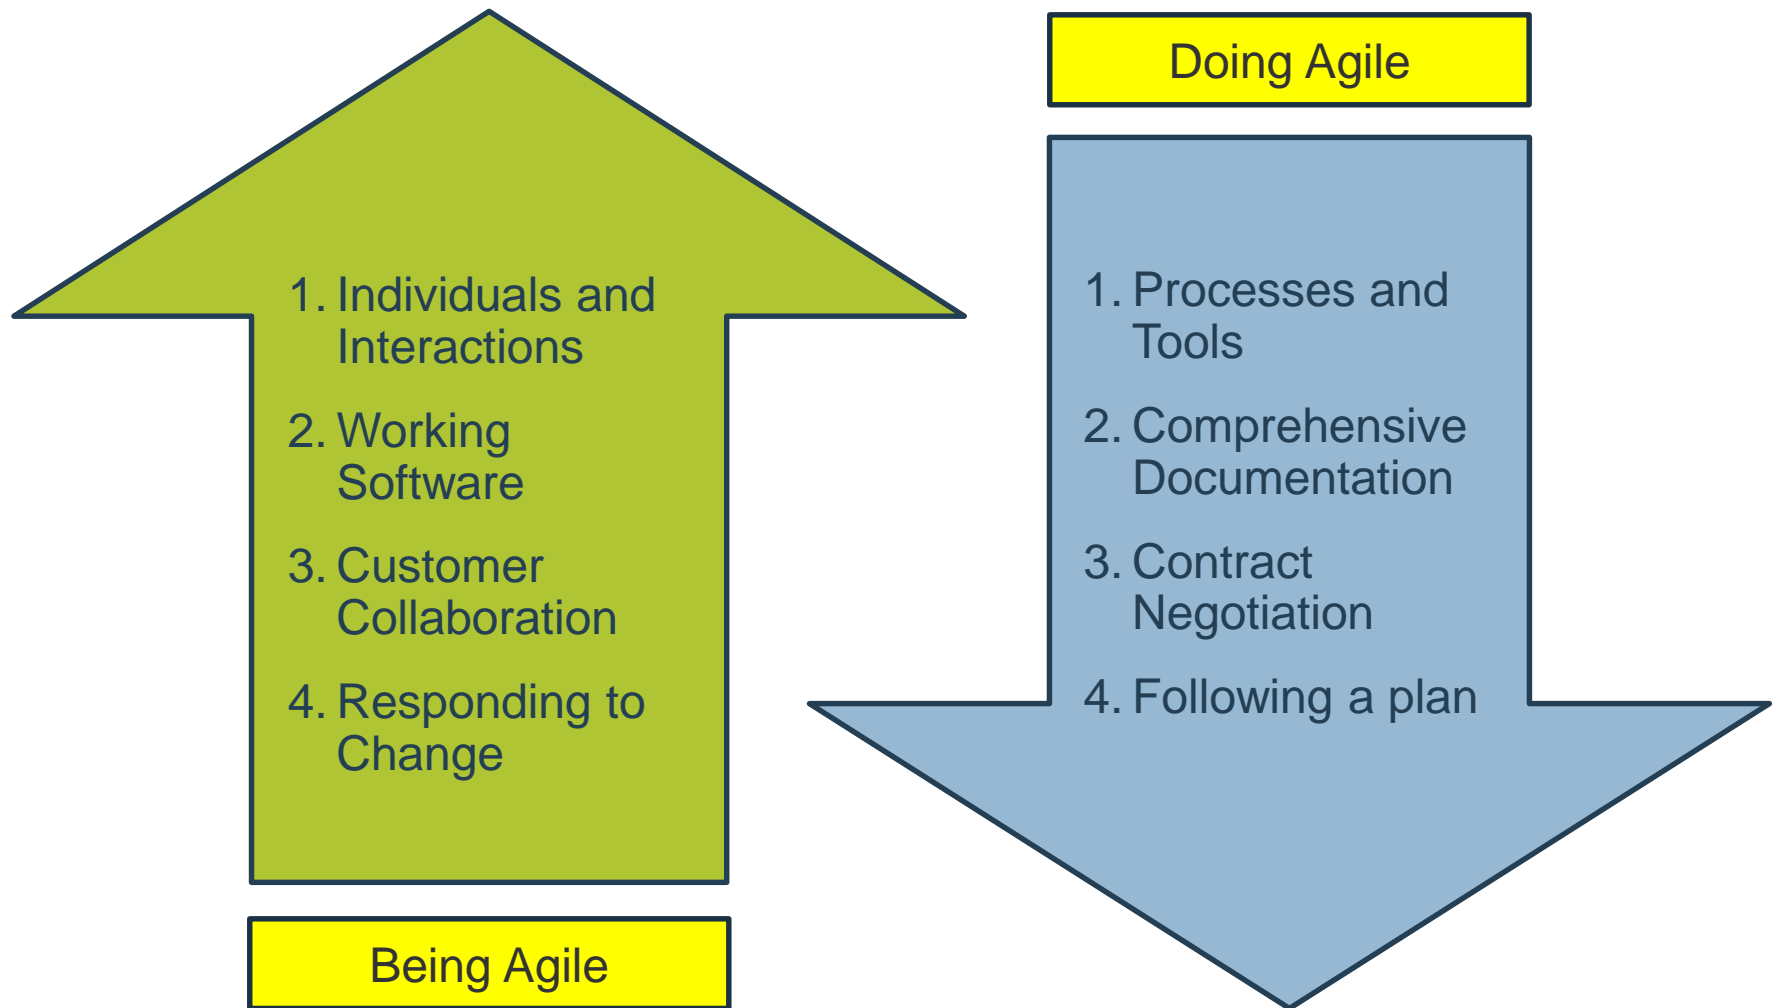 1. Individuals and
Interactions
2. Working
Software
3. Customer
Collaboration
4. Responding to
Change
Being Agile
Doing Agile
1. Processes and
Tools
2. Comprehensive
Documentation
3. Contract
Negotiation
4. Following a plan